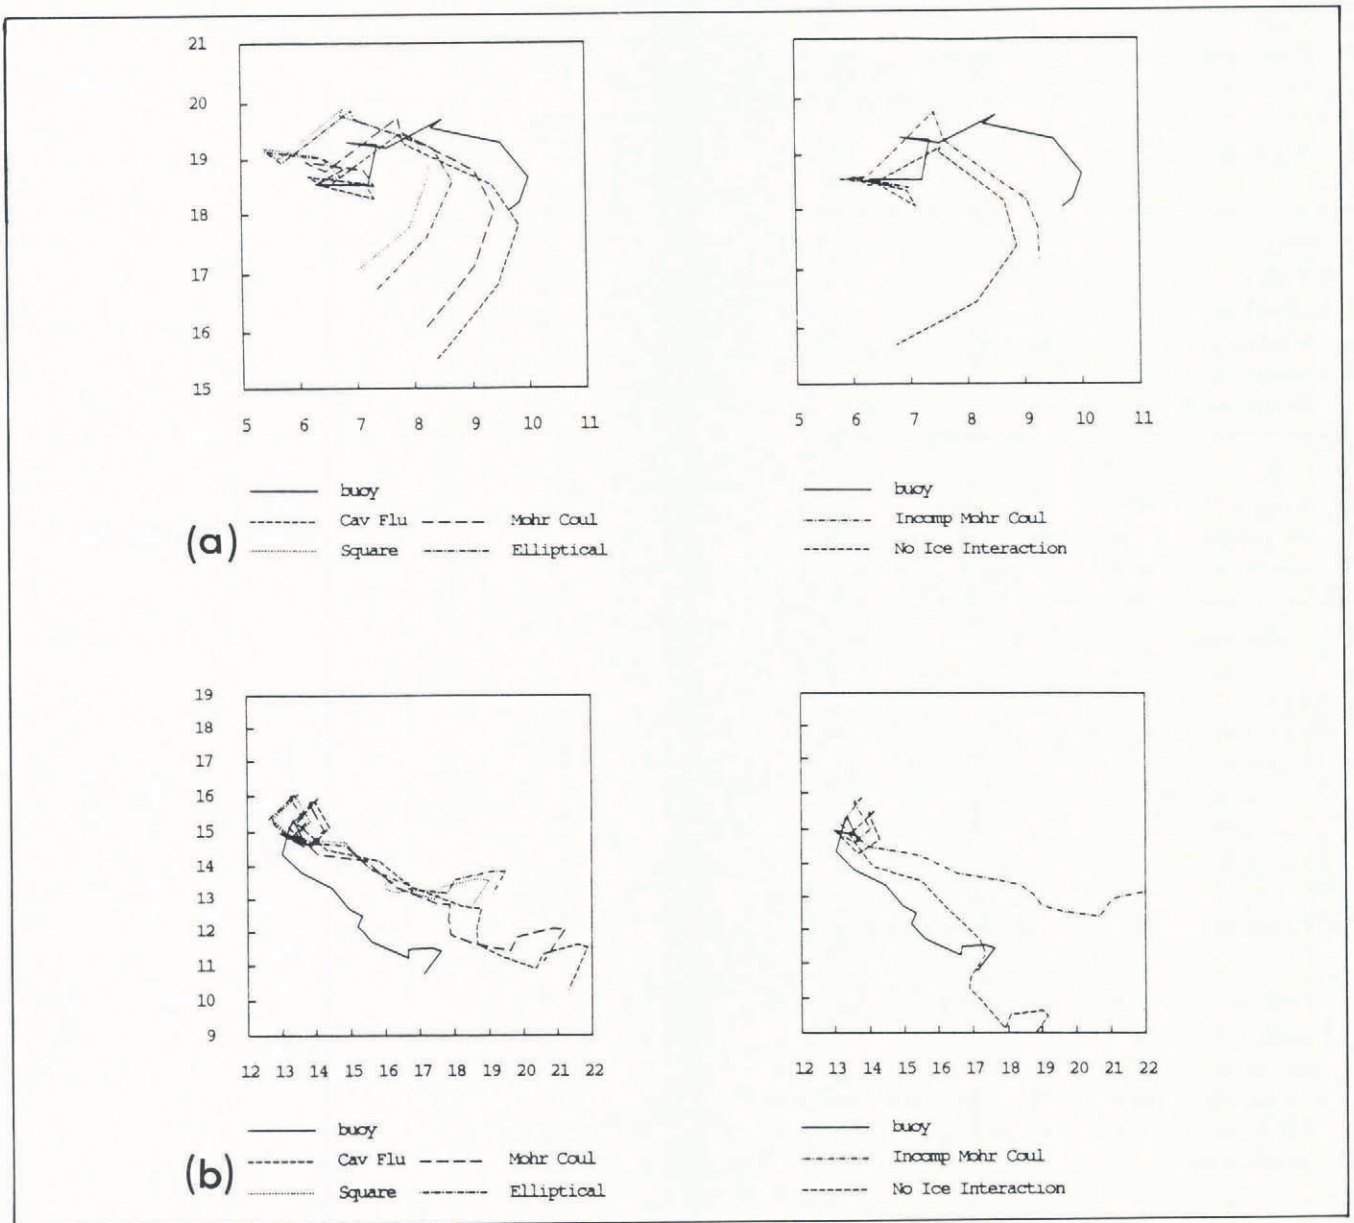 21
20
19
18
17
16
15
5 6 7 8 9 10 11
5 6 7 8 9 10 11
buoy
Cav Flu
Mohr Coul
Square
Elliptical
buoy
Incomp Mohr Coul
No Ice Interaction
(a)
19
18
17
16
15
14
13
12
11
10
9
12 13 14 15 16 17 18 19 20 21 22
12 13 14 15 16 17 18 19 20 21 22
buoy
Cav Flu
Mohr Coul
Square
Elliptical
buoy
Incomp Mohr Coul
No Ice Interaction
(b)